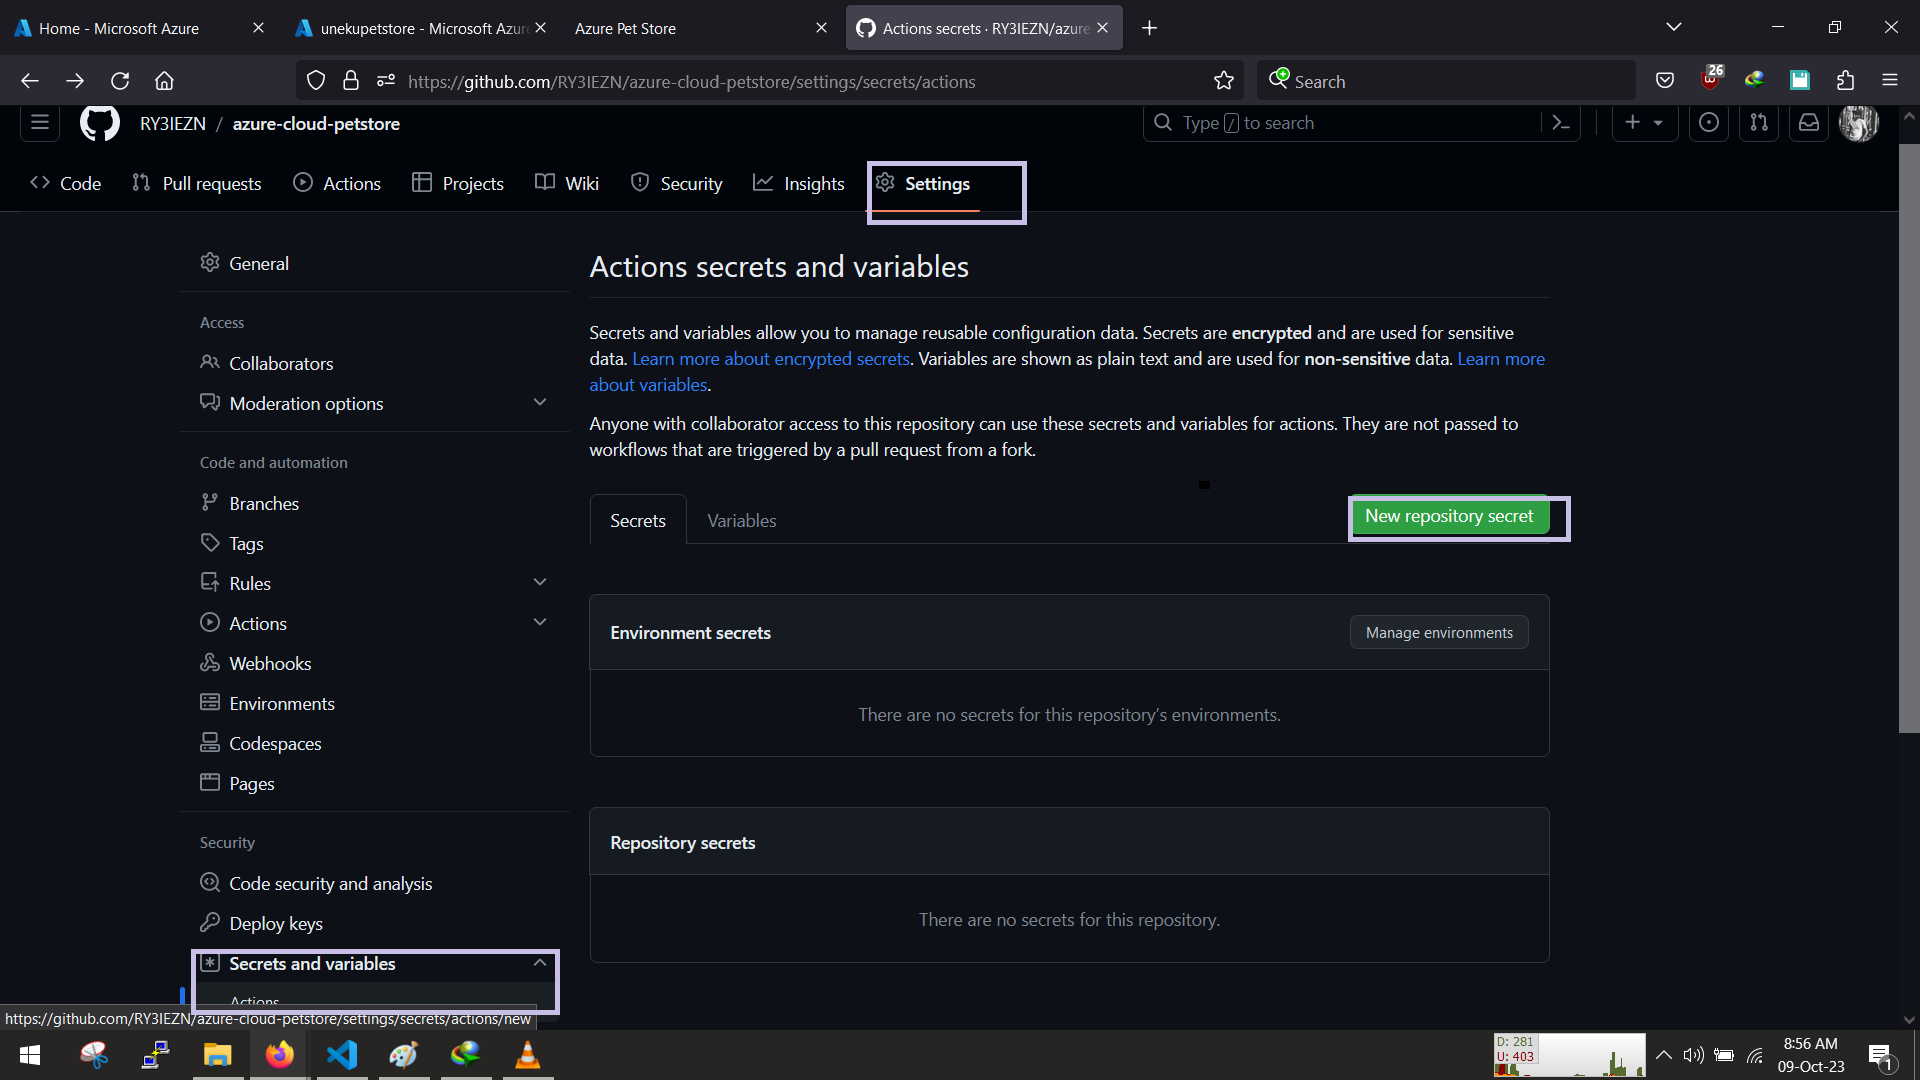 Home - Microsoft Azure
unekupetstore - Microsoft Azure
Azure Pet Store
Actions secrets · RY3IEZN/azure
26
https://github.com/RY3IEZN/azure-cloud-petstore/settings/secrets/actions
Search
RY3IEZN / azure-cloud-petstore
Type / to search
Code
Pull requests
Actions
Projects
Wiki
Security
Insights
Settings
General
Access
Collaborators
Moderation options
Code and automation
Branches
Tags
Rules
Actions
Webhooks
Environments
Codespaces
Pages
Security
Code security and analysis
Deploy keys
Secrets and variables
Actions
Actions secrets and variables
Secrets and variables allow you to manage reusable configuration data. Secrets are encrypted and are used for sensitive
data. Learn more about encrypted secrets. Variables are shown as plain text and are used for non-sensitive data. Learn more
about variables.
Anyone with collaborator access to this repository can use these secrets and variables for actions. They are not passed to
workflows that are triggered by a pull request from a fork.
Secrets
Variables
New repository secret
Environment secrets
Manage environments
There are no secrets for this repository's environments.
Repository secrets
There are no secrets for this repository.
https://github.com/RY3IEZN/azure-cloud-petstore/settings/secrets/actions/new
D: 281
U: 403
8:56 AM
09-Oct-23
1